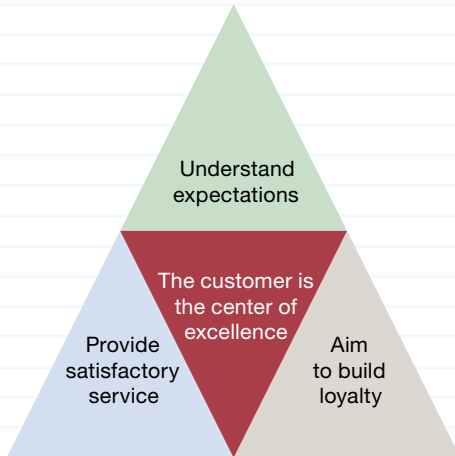 Understand
expectations
The customer is
the center of
excellence
Provide
satisfactory
service
Aim
to build
loyalty